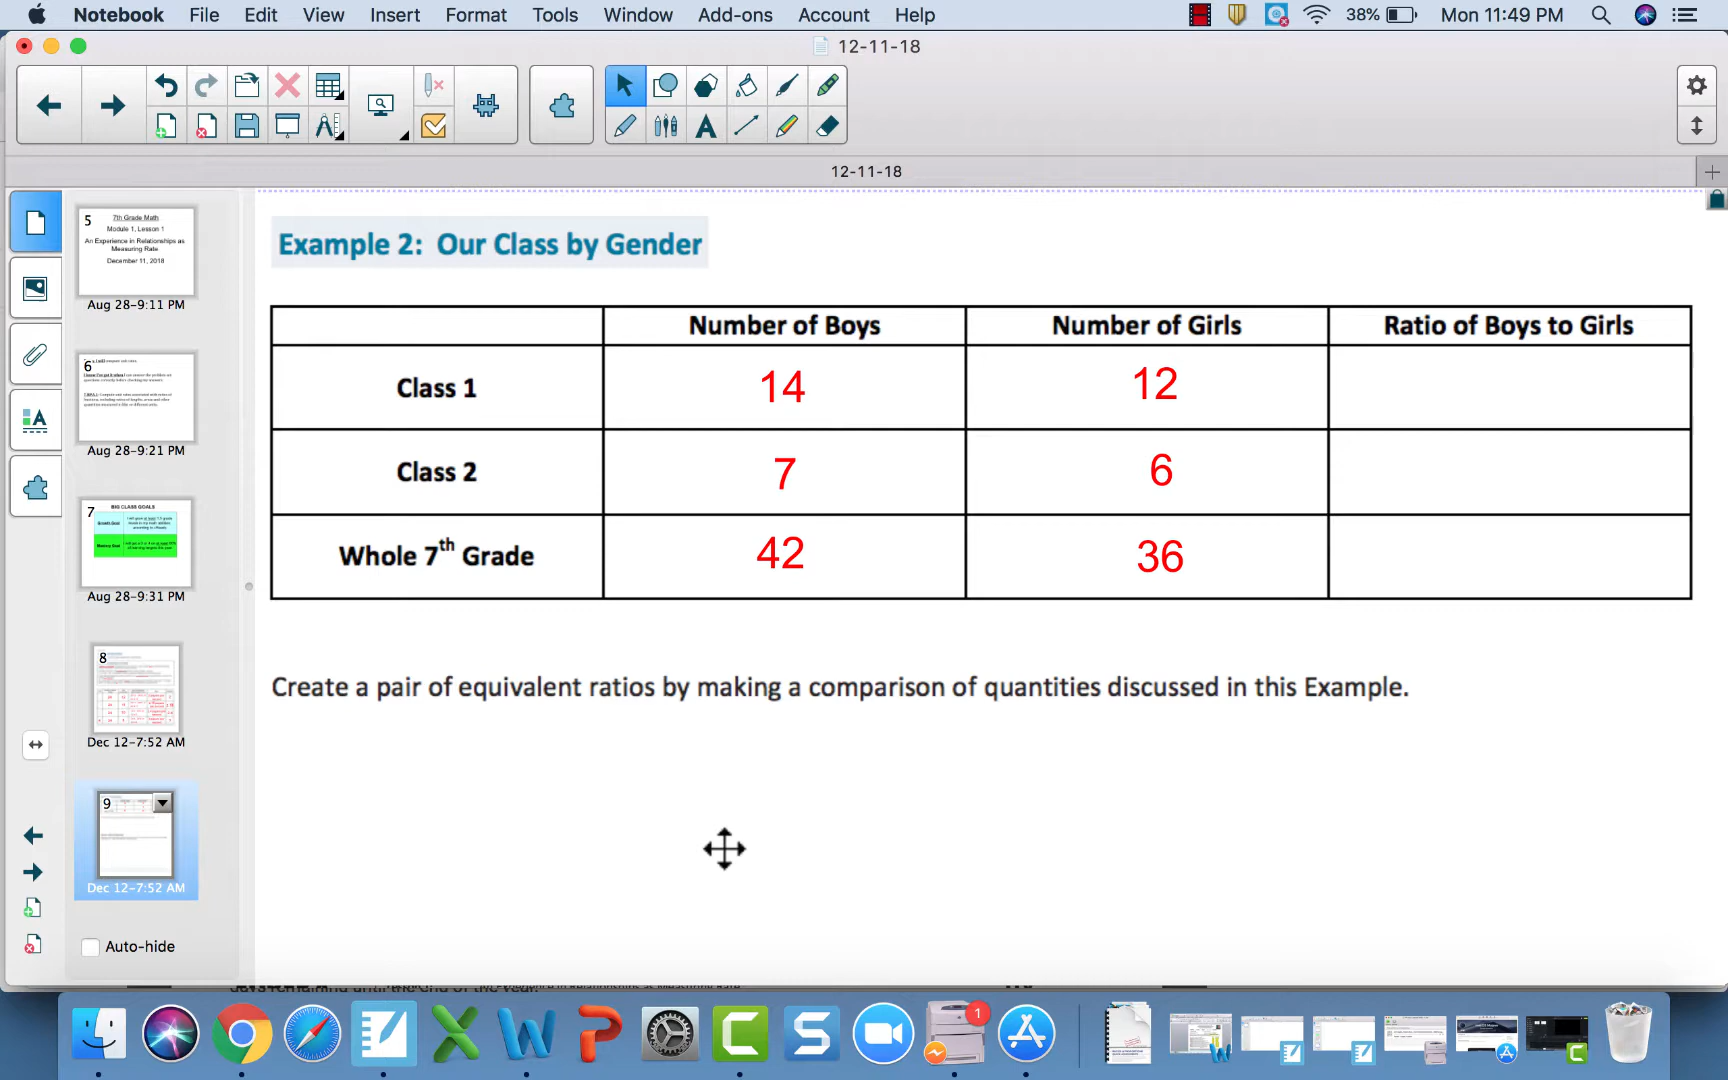 Notebook File Edit View Insert Format Tools Window Add-ons Account Help 38% Mon 11:49 PM
12-11-18
12-11-18
5 7th Grade Math
Module 1, Lesson 1
An Experience in Relationships as
Measuring Rate
December 11, 2018
Aug 28-9:11 PM
6
Aug 28-9:21 PM
7 BIG CLASS GOALS
Aug 28-9:31 PM
8
Dec 12-7:52 AM
9
Dec 12-7:52 AM
Auto-hide
Example 2: Our Class by Gender
Number of Boys Number of Girls Ratio of Boys to Girls
Class 1 14 12
Class 2 7 6
Whole 7th Grade 42 36
Create a pair of equivalent ratios by making a comparison of quantities discussed in this Example.
1